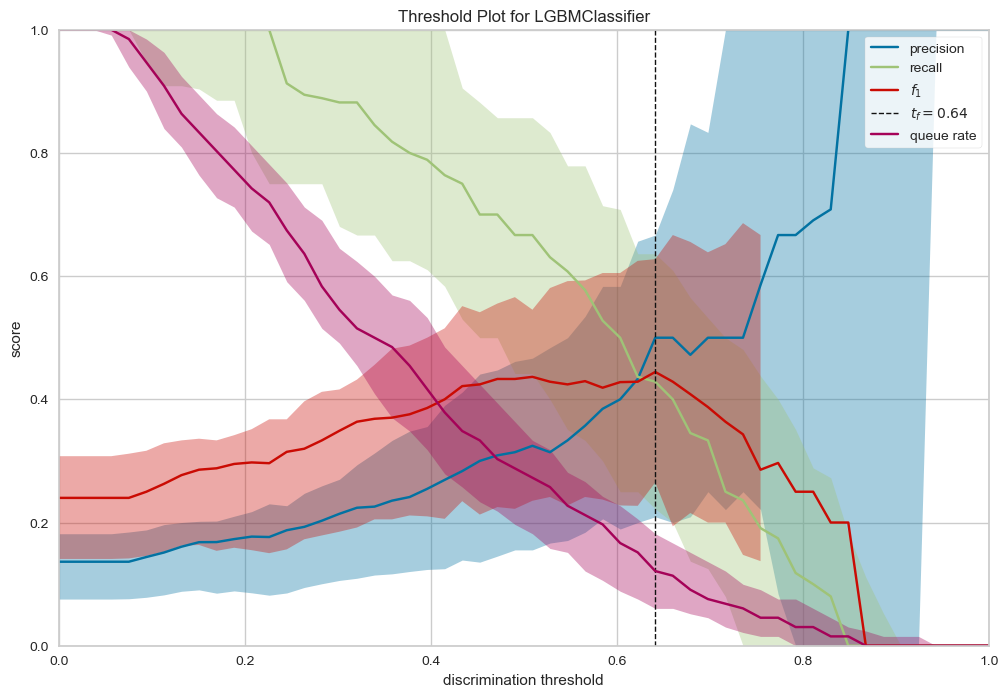 Threshold Plot for LGBMClassifier
1.0
0.8
0.6
0.4
0.2
0.0
score
0.0 0.2 0.4 0.6 0.8 1.0
discrimination threshold
precision
recall
f1
tf = 0.64
queue rate